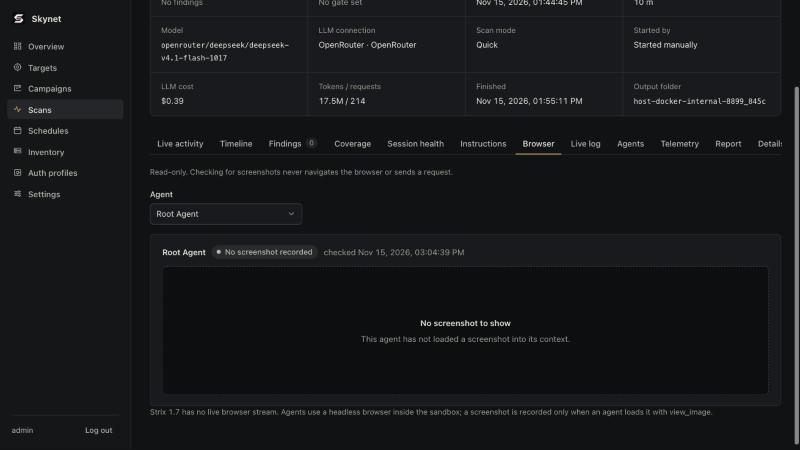 Skynet
Overview
Targets
Campaigns
Scans
Schedules
Inventory
Auth profiles
Settings
admin
Log out
No findings
No gate set
Nov 15, 2026, 01:44:45 PM
10 m
Model
openrouter/deepseek/deepseek-
v4.1-flash-1017
LLM connection
OpenRouter · OpenRouter
Scan mode
Quick
Started by
Started manually
LLM cost
$0.39
Tokens / requests
17.5M / 214
Finished
Nov 15, 2026, 01:55:11 PM
Output folder
host-docker-internal-8899_845c
Live activity
Timeline
Findings 0
Coverage
Session health
Instructions
Browser
Live log
Agents
Telemetry
Report
Details
Read-only. Checking for screenshots never navigates the browser or sends a request.
Agent
Root Agent
Root Agent
No screenshot recorded
checked Nov 15, 2026, 03:04:39 PM
No screenshot to show
This agent has not loaded a screenshot into its context.
Strix 1.7 has no live browser stream. Agents use a headless browser inside the sandbox; a screenshot is recorded only when an agent loads it with view_image.